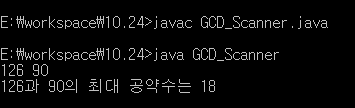 E:₩workspace₩10.24>javac GCD_Scanner.java
E:₩workspace₩10.24>java GCD_Scanner
126 90
126과 90의 최대 공약수는 18